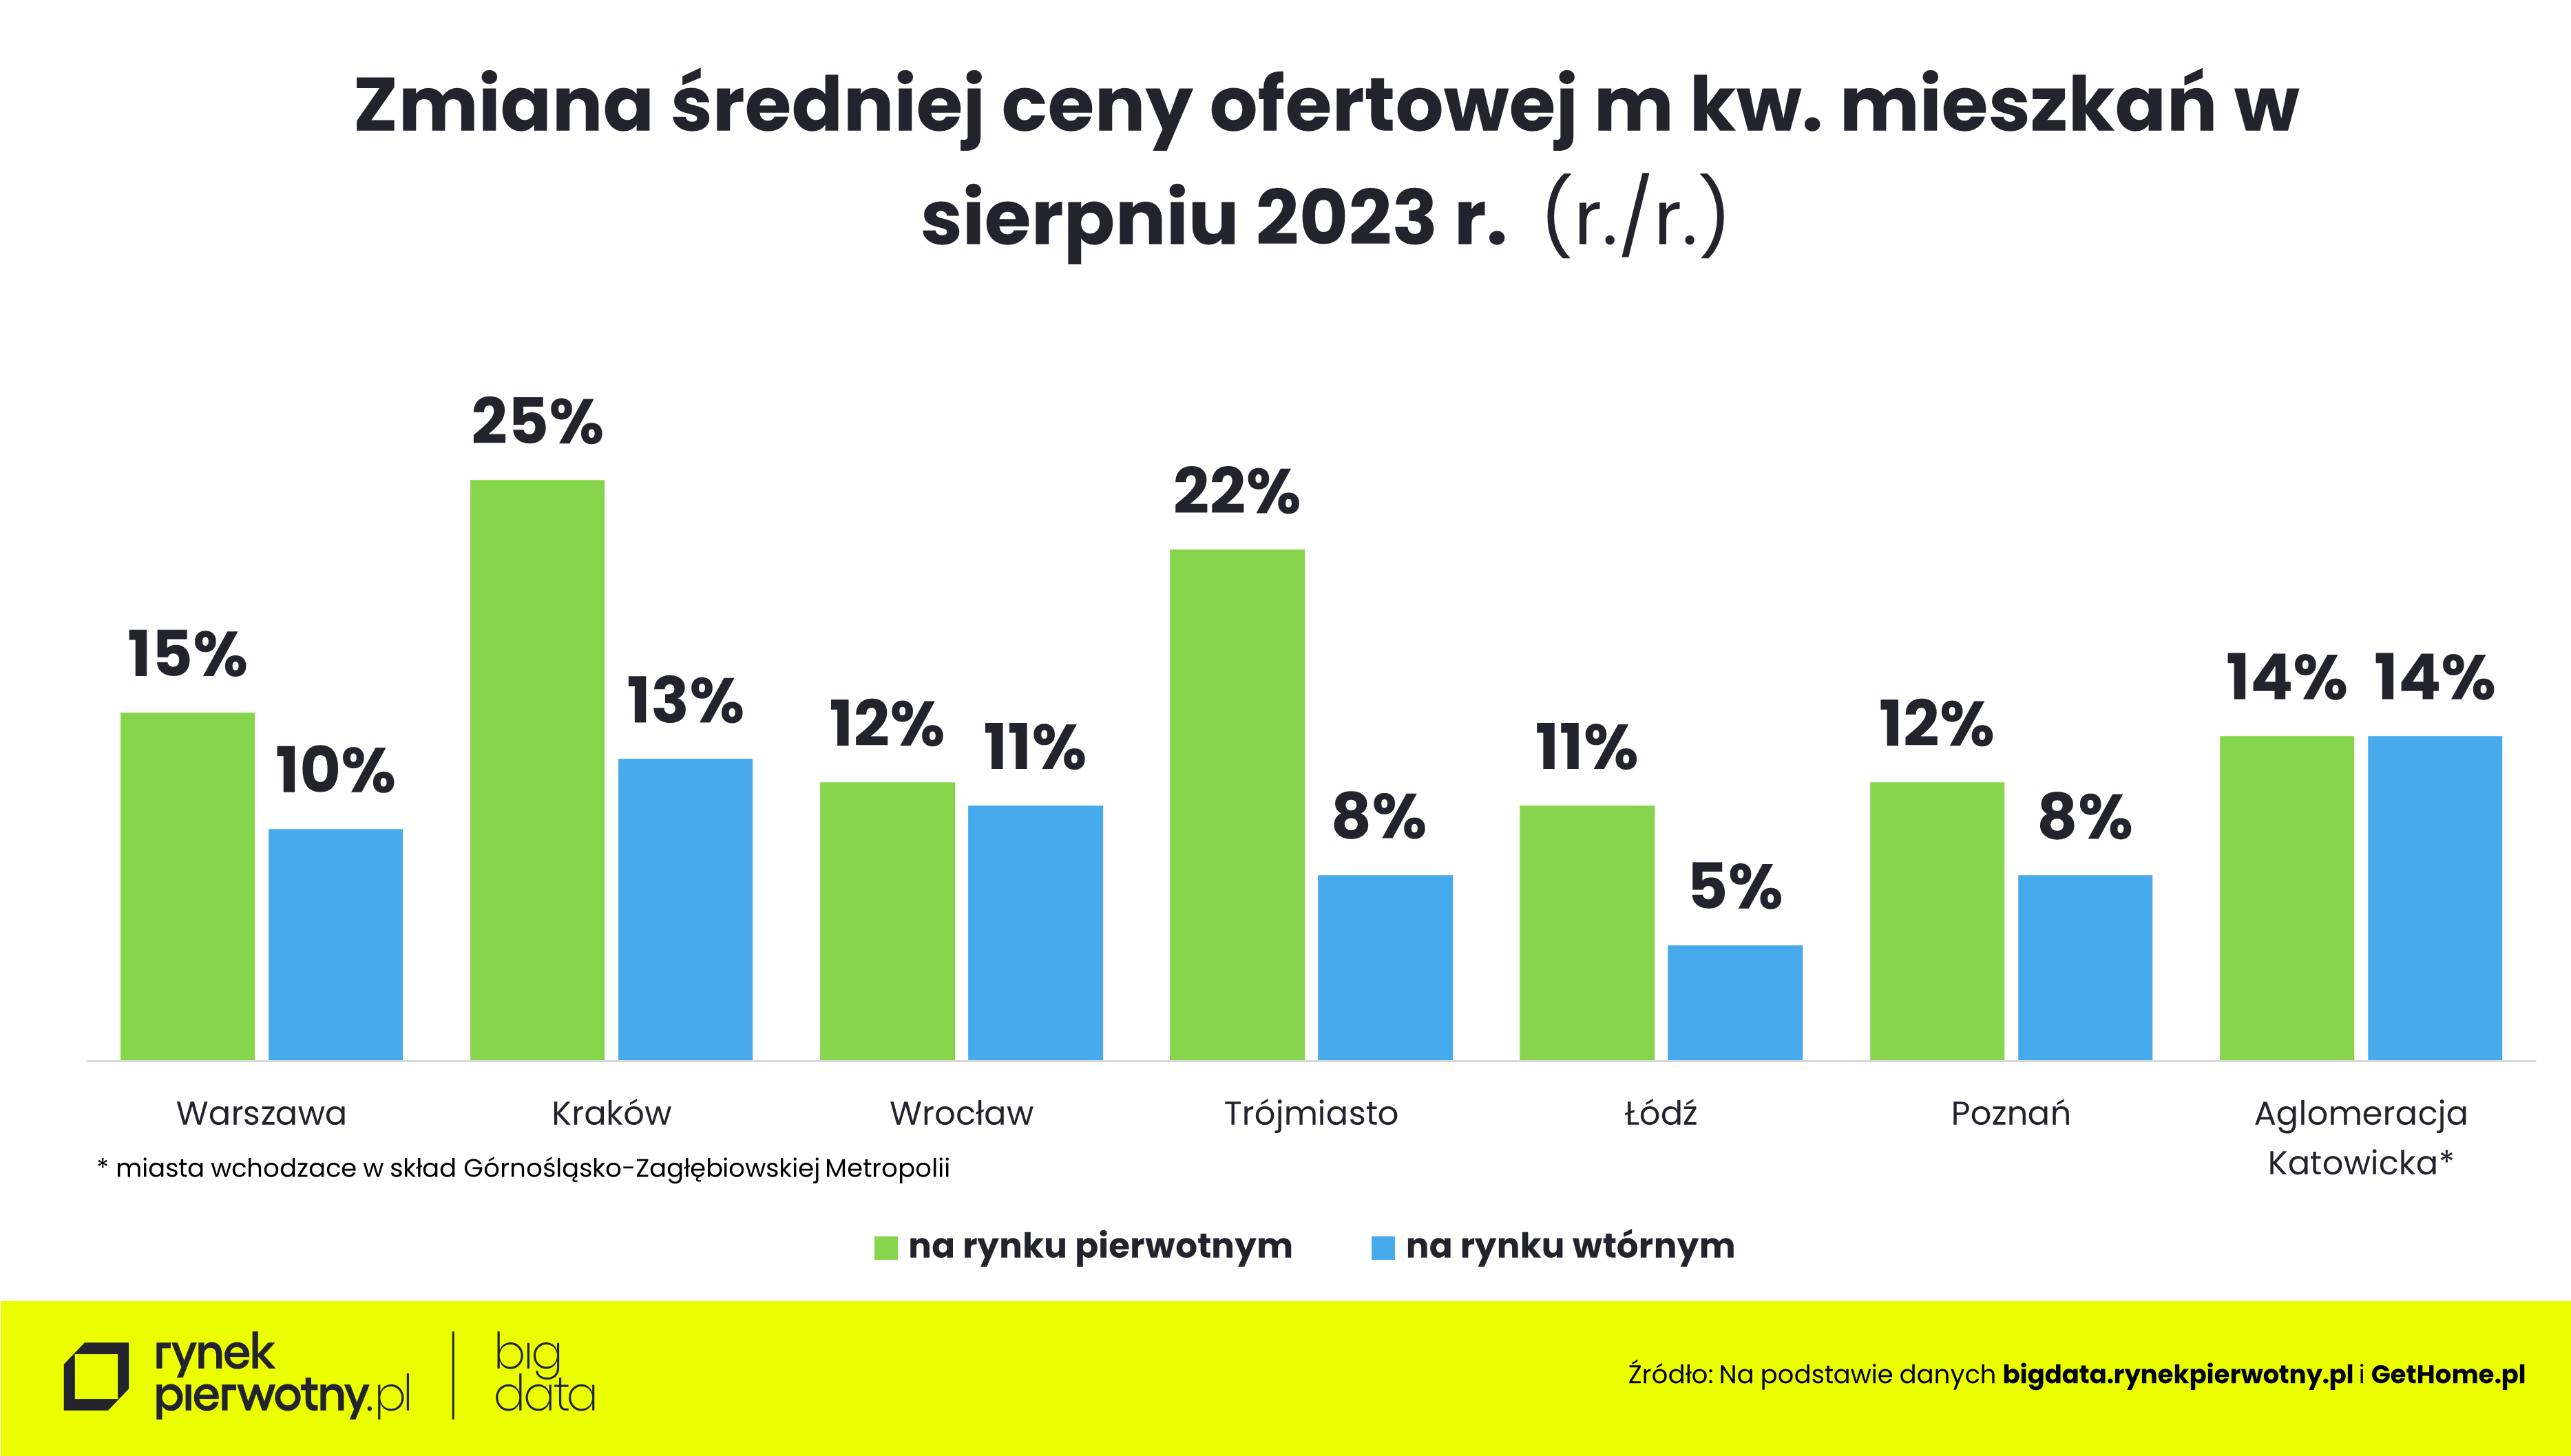 Zmiana średniej ceny ofertowej m kw. mieszkań w
sierpniu 2023 r. (r./r.)
15%
10%
25%
13%
12%
11%
22%
8%
11%
5%
12%
8%
14%
14%
Warszawa
Kraków
Wrocław
Trójmiasto
Łódź
Poznań
Aglomeracja
Katowicka*
* miasta wchodzace w skład Górnośląsko-Zagłębiowskiej Metropolii
na rynku pierwotnym
na rynku wtórnym
rynek
pierwotny.pl
big
data
Źródło: Na podstawie danych bigdata.rynekpierwotny.pl i GetHome.pl